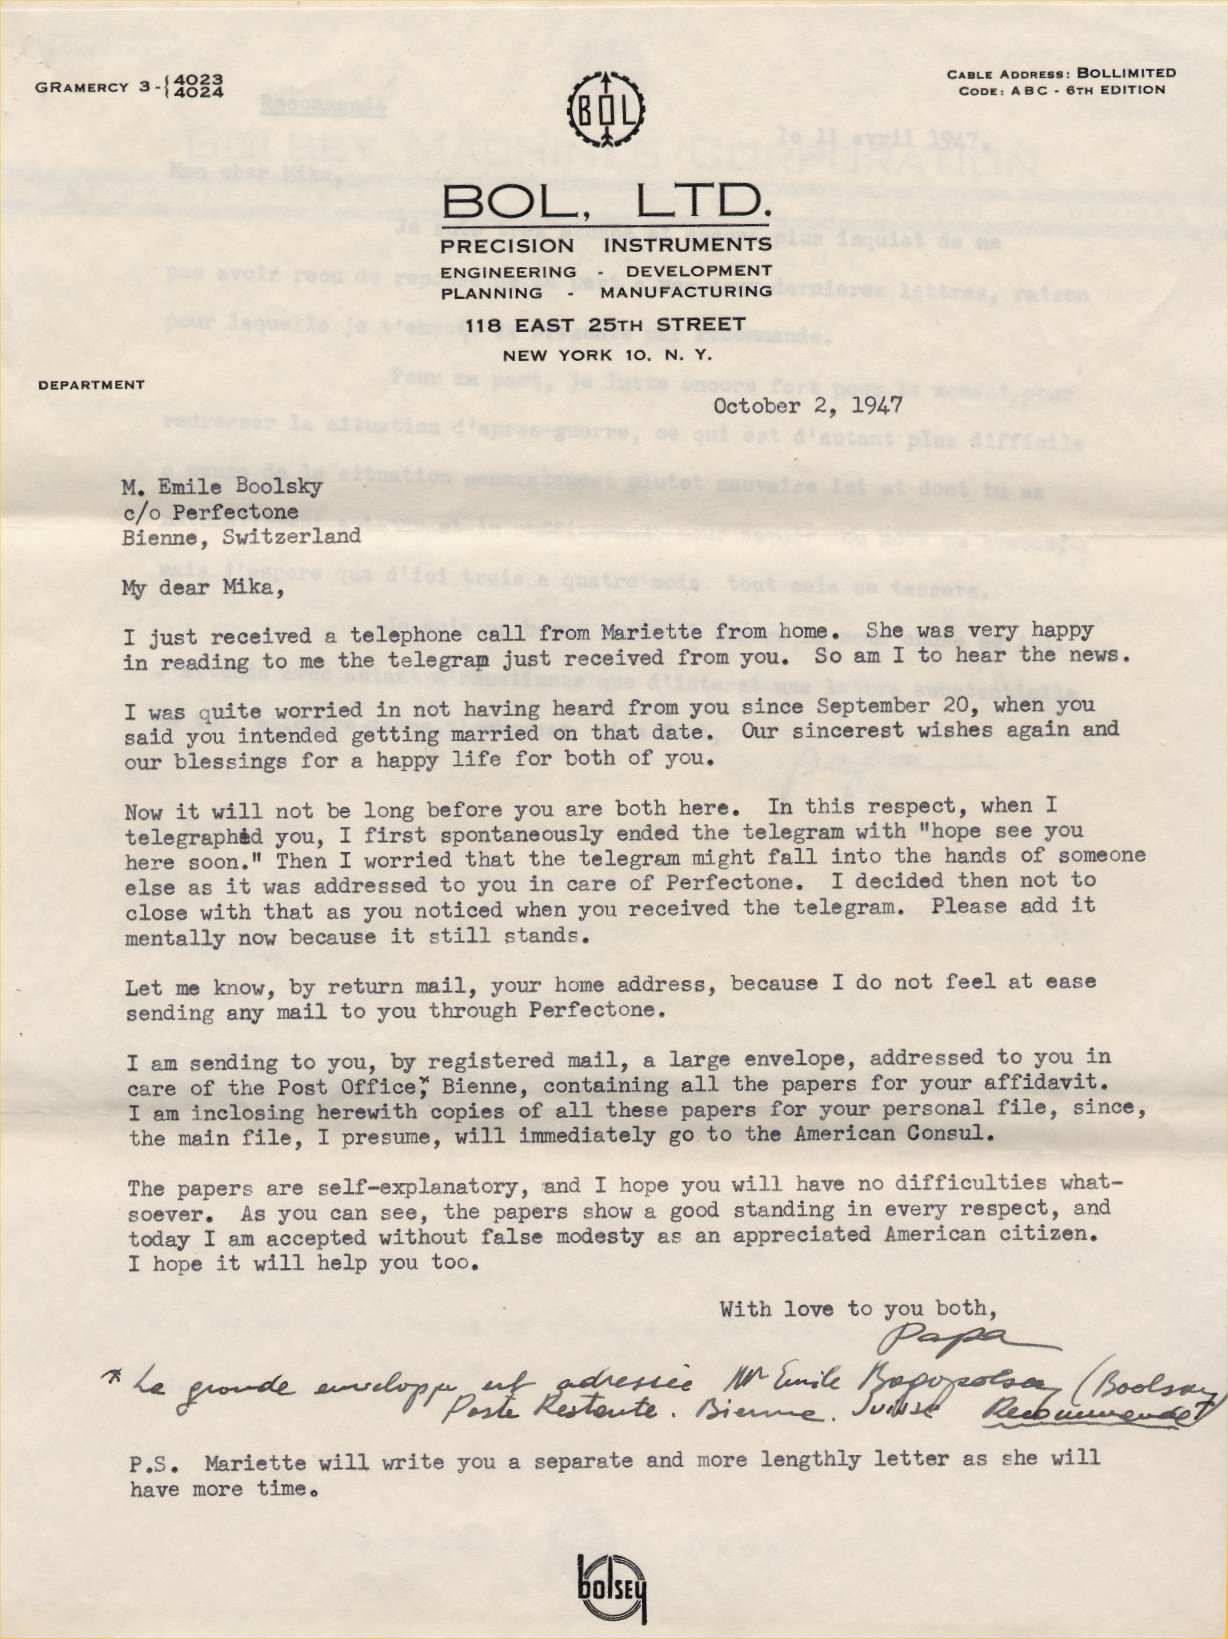 GRAMERCY 3 - { 4023
4024
CABLE ADDRESS: BOLLIMITED
CODE: ABC - 6TH EDITION
BOL
BOL, LTD.
PRECISION INSTRUMENTS
ENGINEERING - DEVELOPMENT
PLANNING - MANUFACTURING
118 EAST 25TH STREET
NEW YORK 10, N. Y.
DEPARTMENT
October 2, 1947
M. Emile Boolsky
c/o Perfectone
Bienne, Switzerland
My dear Mika,
I just received a telephone call from Mariette from home. She was very happy
in reading to me the telegram just received from you. So am I to hear the news.
I was quite worried in not having heard from you since September 20, when you
said you intended getting married on that date. Our sincerest wishes again and
our blessings for a happy life for both of you.
Now it will not be long before you are both here. In this respect, when I
telegraphed you, I first spontaneously ended the telegram with "hope see you
here soon." Then I worried that the telegram might fall into the hands of someone
else as it was addressed to you in care of Perfectone. I decided then not to
close with that as you noticed when you received the telegram. Please add it
mentally now because it still stands.
Let me know, by return mail, your home address, because I do not feel at ease
sending any mail to you through Perfectone.
I am sending to you, by registered mail, a large envelope, addressed to you in
care of the Post Office,* Bienne, containing all the papers for your affidavit.
I am inclosing herewith copies of all these papers for your personal file, since,
the main file, I presume, will immediately go to the American Consul.
The papers are self-explanatory, and I hope you will have no difficulties what-
soever. As you can see, the papers show a good standing in every respect, and
today I am accepted without false modesty as an appreciated American citizen.
I hope it will help you too.
With love to you both,
Papa
* La grande enveloppe est adressée Mr Emile Bogopolsky (Boolsky)
Poste Restante. Bienne. Suisse Recommendé
P.S. Mariette will write you a separate and more lengthly letter as she will
have more time.
bolsey